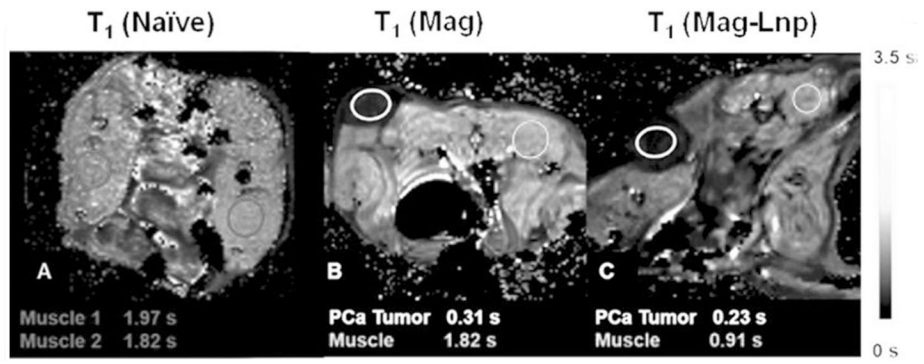 T1 (Naïve) T1 (Mag) T1 (Mag-Lnp)
3.5 s
A B C
Muscle 1 1.97 s PCa Tumor 0.31 s PCa Tumor 0.23 s
Muscle 2 1.82 s Muscle 1.82 s Muscle 0.91 s
0 s